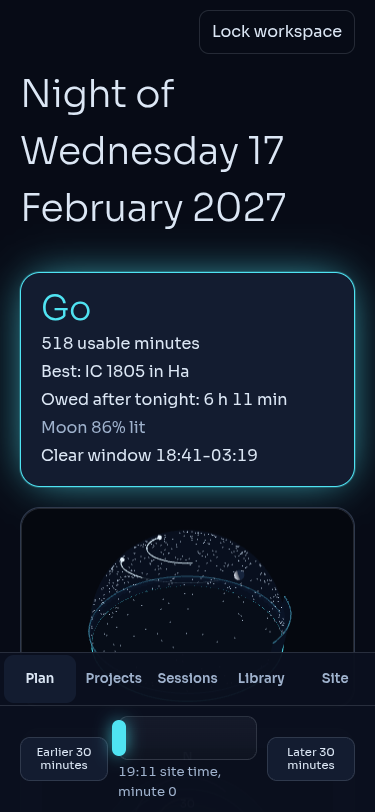 Lock workspace
Night of
Wednesday 17
February 2027
Go
518 usable minutes
Best: IC 1805 in Ha
Owed after tonight: 6 h 11 min
Moon 86% lit
Clear window 18:41-03:19
Plan
Projects
Sessions
Library
Site
Earlier 30
minutes
19:11 site time,
minute 0
Later 30
minutes